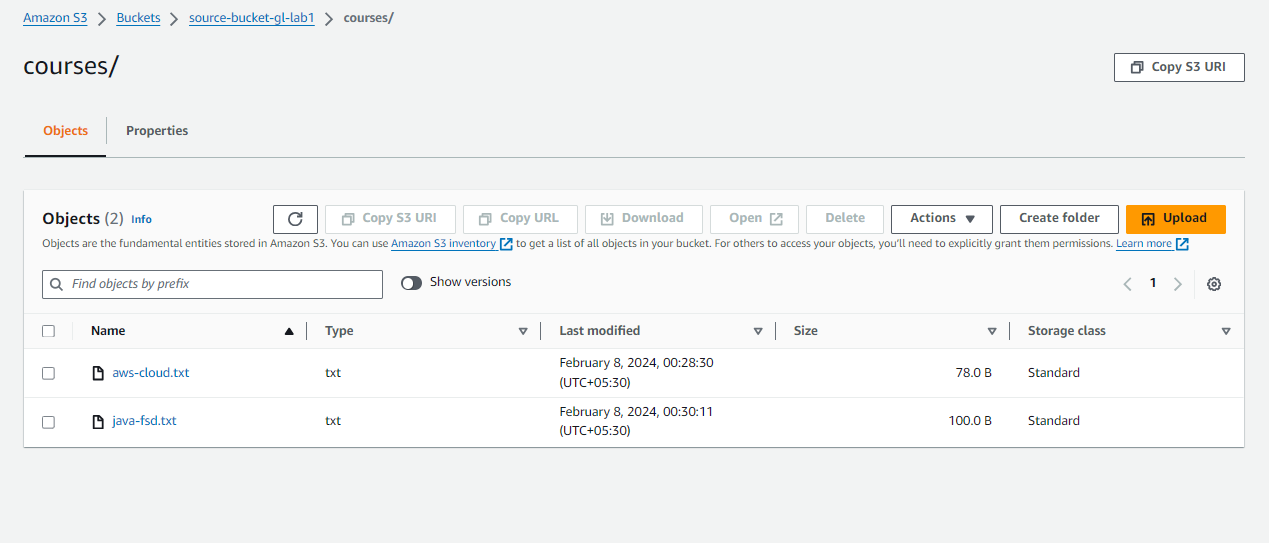 Amazon S3 > Buckets > source-bucket-gl-lab1 > courses/
courses/
Copy S3 URI
Objects Properties
Objects (2) Info Copy S3 URI Copy URL Download Open Delete Actions Create folder Upload
Objects are the fundamental entities stored in Amazon S3. You can use Amazon S3 inventory to get a list of all objects in your bucket. For others to access your objects, you'll need to explicitly grant them permissions. Learn more
Find objects by prefix Show versions 1
Name Type Last modified Size Storage class
aws-cloud.txt txt February 8, 2024, 00:28:30 (UTC+05:30) 78.0 B Standard
java-fsd.txt txt February 8, 2024, 00:30:11 (UTC+05:30) 100.0 B Standard